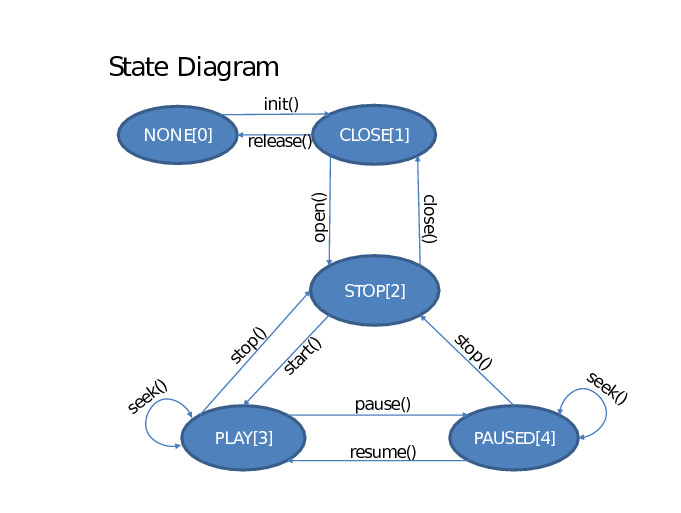 State Diagram
init()
NONE[0]
CLOSE[1]
release()
open()
close()
STOP[2]
stop()
start()
stop()
seek()
seek()
pause()
PLAY[3]
PAUSED[4]
resume()